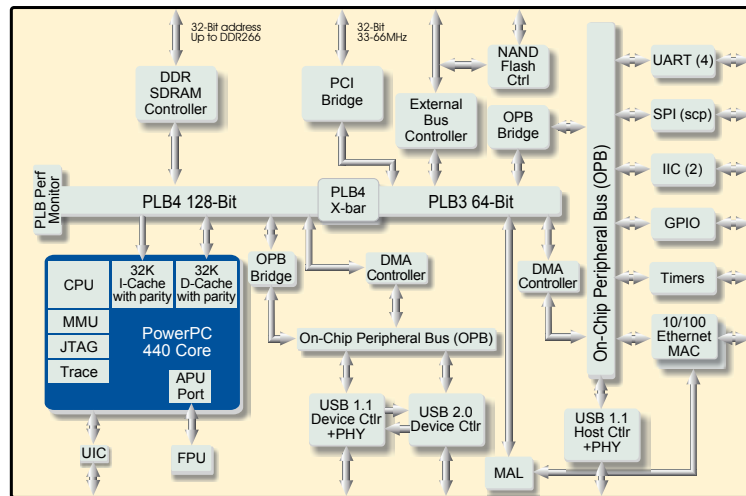 32-Bit address
Up to DDR266
32-Bit
33-66MHz
DDR
SDRAM
Controller
PCI
Bridge
External
Bus
Controller
NAND
Flash
Ctrl
OPB
Bridge
On-Chip Peripheral Bus (OPB)
UART (4)
SPI (scp)
IIC (2)
GPIO
Timers
10/100
Ethernet
MAC
PLB Perf
Monitor
PLB4 128-Bit
PLB4
X-bar
PLB3 64-Bit
CPU
32K
I-Cache
with parity
32K
D-Cache
with parity
MMU
JTAG
Trace
PowerPC
440 Core
APU
Port
OPB
Bridge
DMA
Controller
DMA
Controller
On-Chip Peripheral Bus (OPB)
USB 1.1
Device Ctlr
+PHY
USB 2.0
Device Ctlr
USB 1.1
Host Ctlr
+PHY
UIC
FPU
MAL